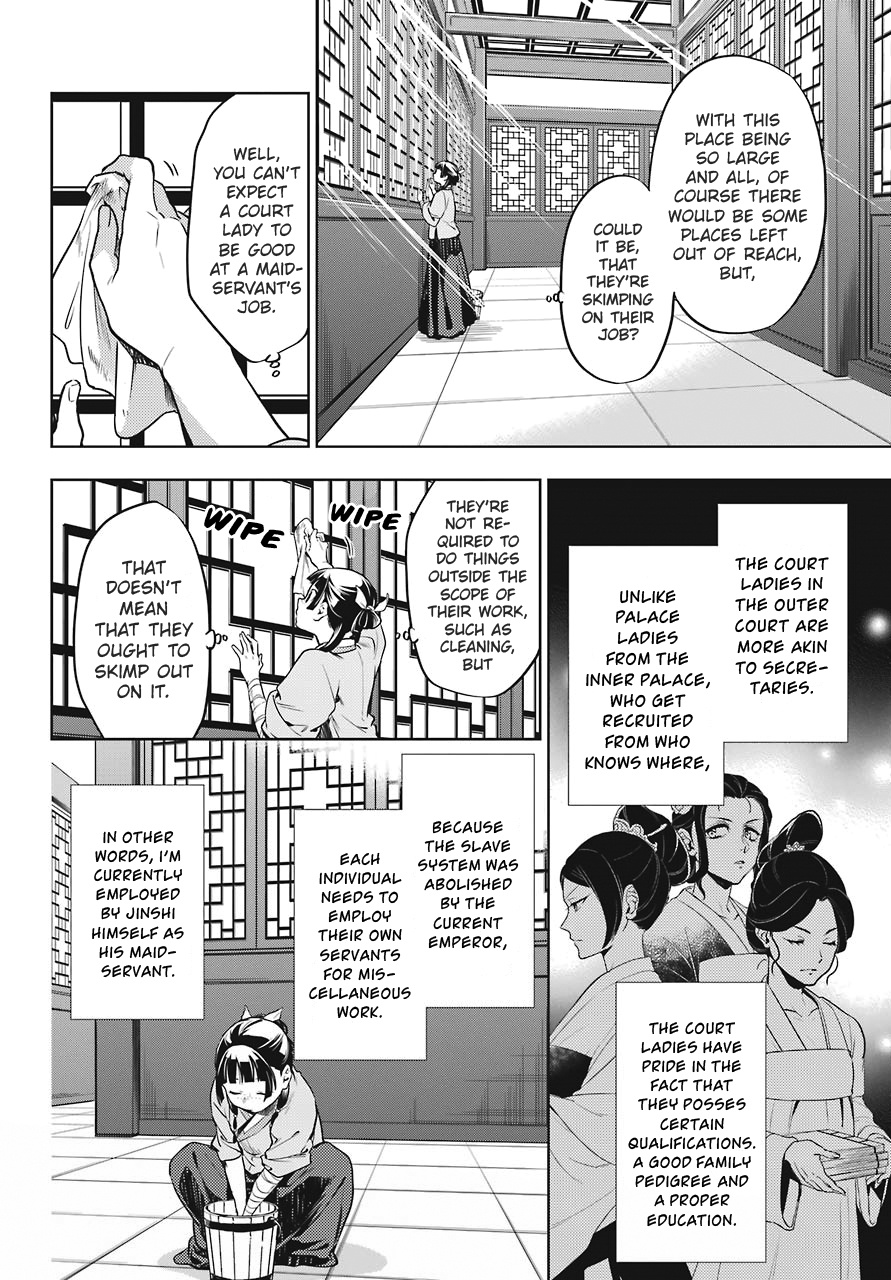 WITH THIS
PLACE BEING
SO LARGE
AND ALL, OF
COURSE THERE
WOULD BE SOME
PLACES LEFT
OUT OF REACH,
BUT,
COULD
IT BE,
THAT
THEY'RE
SKIMPING
ON THEIR
JOB?
WELL,
YOU CAN'T
EXPECT
A COURT
LADY TO
BE GOOD
AT A MAID-
SERVANT'S
JOB.
THE COURT
LADIES IN
THE OUTER
COURT ARE
MORE AKIN
TO SECRE-
TARIES.
UNLIKE
PALACE
LADIES
FROM THE
INNER PALACE,
WHO GET
RECRUITED
FROM WHO
KNOWS WHERE,
THE COURT
LADIES HAVE
PRIDE IN THE
FACT THAT
THEY POSSES
CERTAIN
QUALIFICATIONS.
A GOOD FAMILY
PEDIGREE AND
A PROPER
EDUCATION.
THEY'RE
NOT RE-
QUIRED TO
DO THINGS
OUTSIDE THE
SCOPE OF
THEIR WORK,
SUCH AS
CLEANING,
BUT
WIPE
WIPE
THAT
DOESN'T
MEAN
THAT THEY
OUGHT TO
SKIMP OUT
ON IT.
BECAUSE
THE SLAVE
SYSTEM WAS
ABOLISHED
BY THE
CURRENT
EMPEROR,
EACH
INDIVIDUAL
NEEDS TO
EMPLOY
THEIR OWN
SERVANTS
FOR MIS-
CELLANEOUS
WORK.
IN OTHER
WORDS, I'M
CURRENTLY
EMPLOYED
BY JINSHI
HIMSELF AS
HIS MAID-
SERVANT.